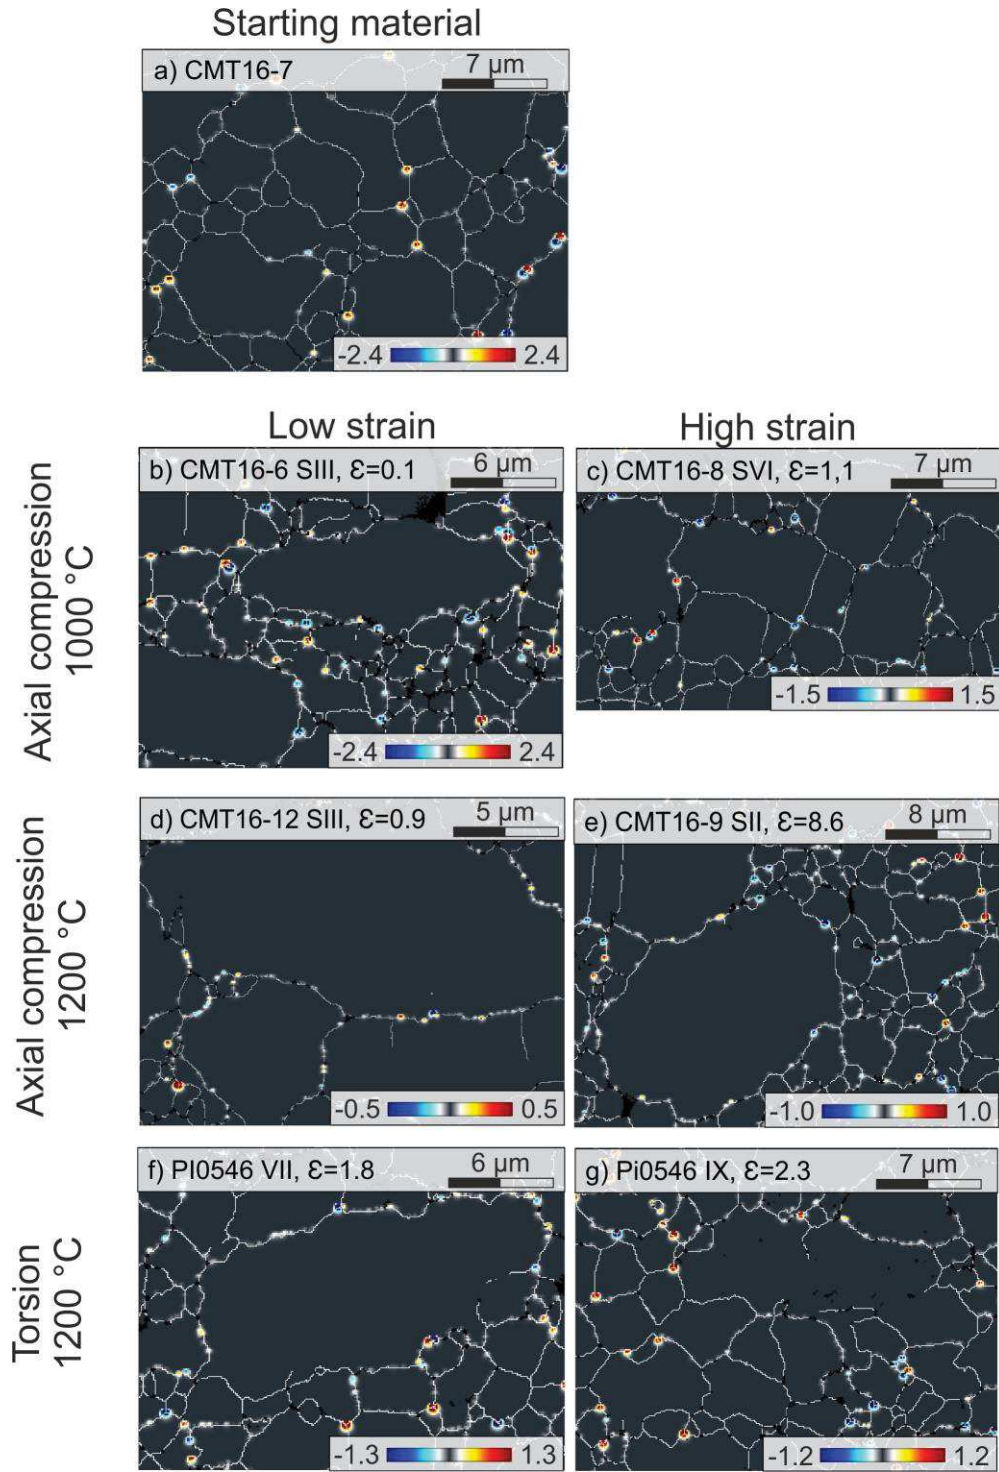 Starting material
a) CMT16-7
7 µm
-2.4 2.4
Low strain
High strain
Axial compression
1000 °C
b) CMT16-6 SIII, Ɛ=0.1
6 µm
-2.4 2.4
c) CMT16-8 SVI, Ɛ=1,1
7 µm
-1.5 1.5
Axial compression
1200 °C
d) CMT16-12 SIII, Ɛ=0.9
5 µm
-0.5 0.5
e) CMT16-9 SII, Ɛ=8.6
8 µm
-1.0 1.0
Torsion
1200 °C
f) PI0546 VII, Ɛ=1.8
6 µm
-1.3 1.3
g) Pi0546 IX, Ɛ=2.3
7 µm
-1.2 1.2